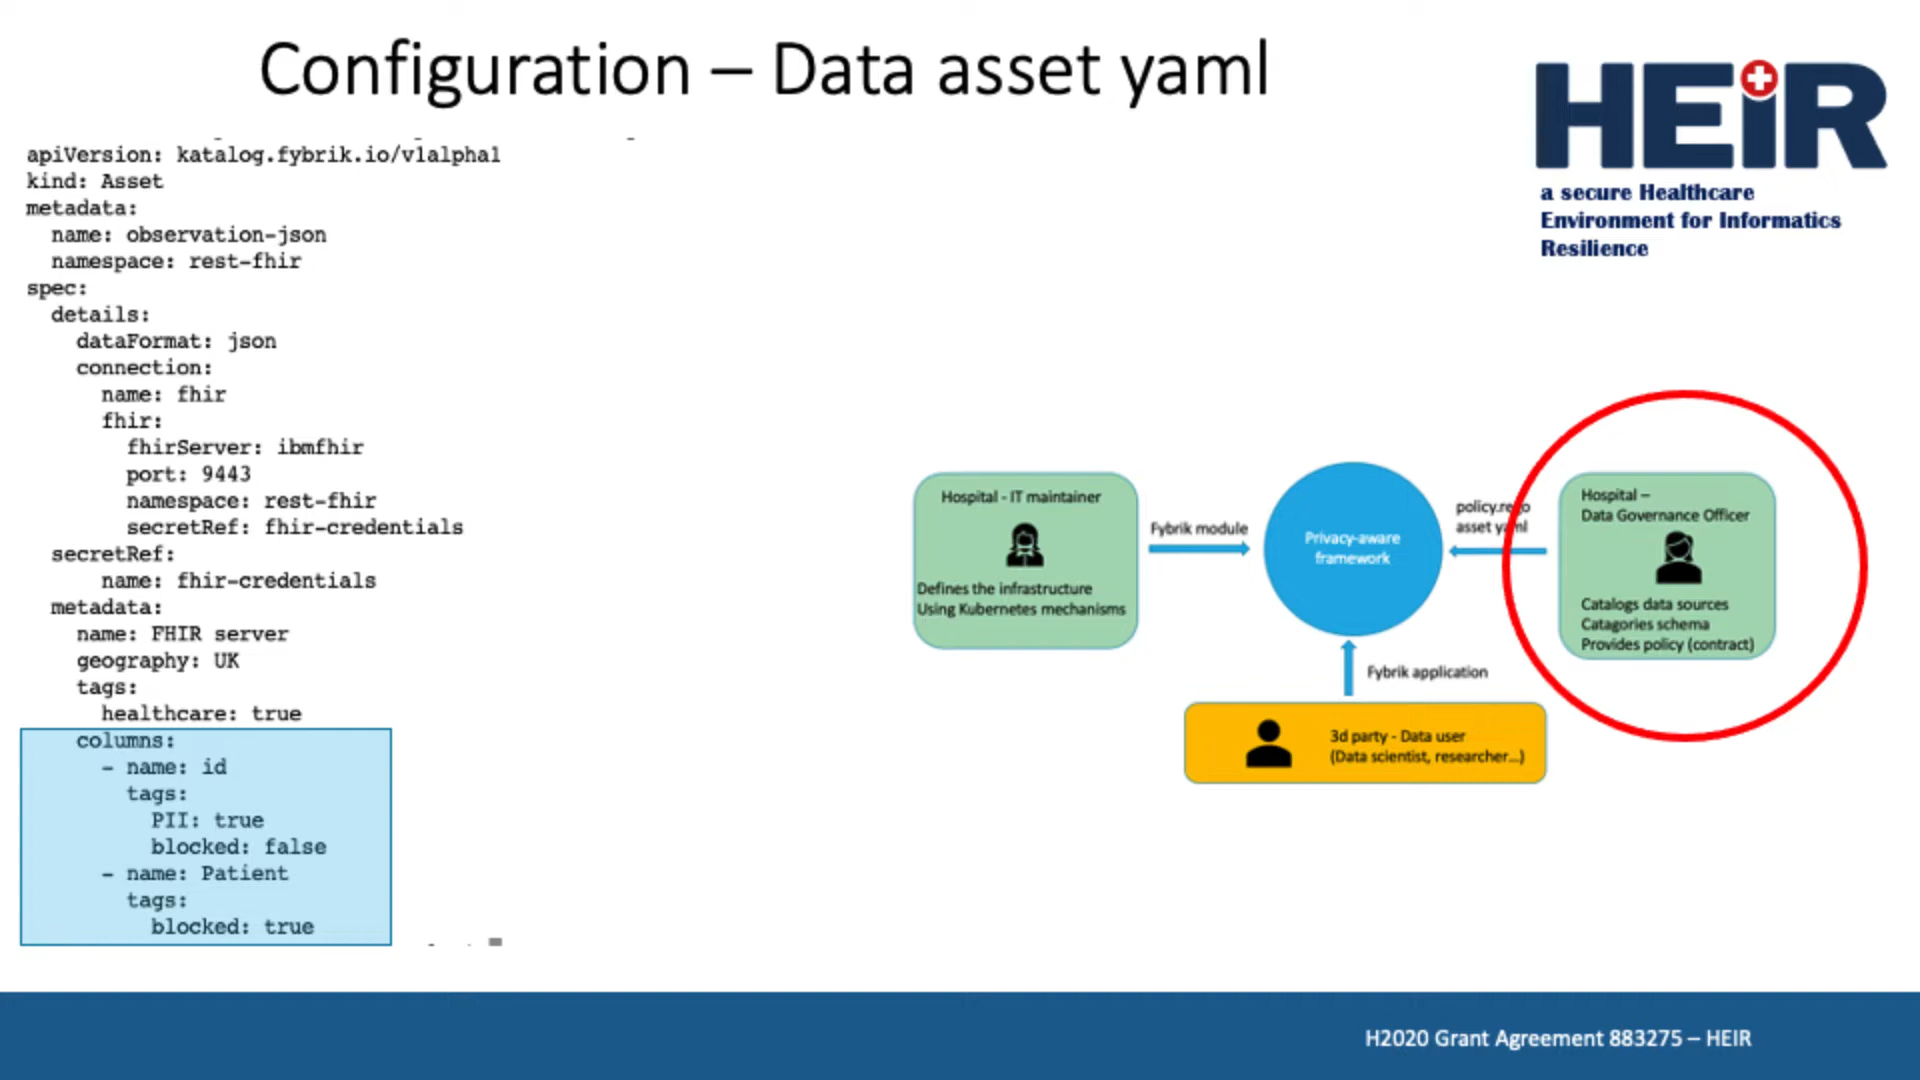 Configuration – Data asset yaml
HEiR
a secure Healthcare
Environment for Informatics
Resilience
apiVersion: katalog.fybrik.io/v1alpha1
kind: Asset
metadata:
  name: observation-json
  namespace: rest-fhir
spec:
  details:
    dataFormat: json
    connection:
      name: fhir
      fhir:
        fhirServer: ibmfhir
        port: 9443
        namespace: rest-fhir
        secretRef: fhir-credentials
  secretRef:
      name: fhir-credentials
  metadata:
    name: FHIR server
    geography: UK
    tags:
      healthcare: true
    columns:
      - name: id
        tags:
          PII: true
          blocked: false
      - name: Patient
        tags:
          blocked: true
Hospital - IT maintainer
Defines the infrastructure
Using Kubernetes mechanisms
Fybrik module
Privacy-aware
framework
policy.rego
asset yaml
Hospital –
Data Governance Officer
Catalogs data sources
Catagories schema
Provides policy (contract)
Fybrik application
3d party - Data user
(Data scientist, researcher...)
H2020 Grant Agreement 883275 – HEIR